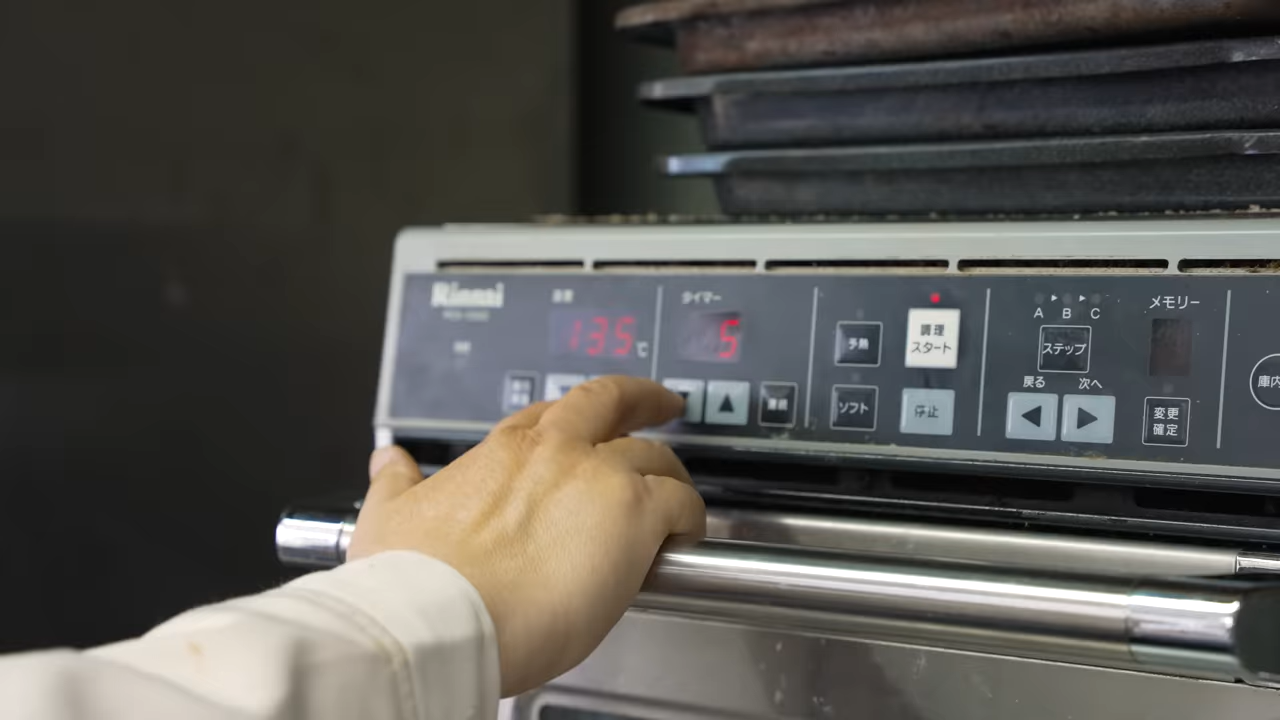 Rinnai
温度
タイマー
135℃
5
予熱
調理
スタート
ソフト
停止
A B C
ステップ
戻る 次へ
メモリー
変更
確定
庫内